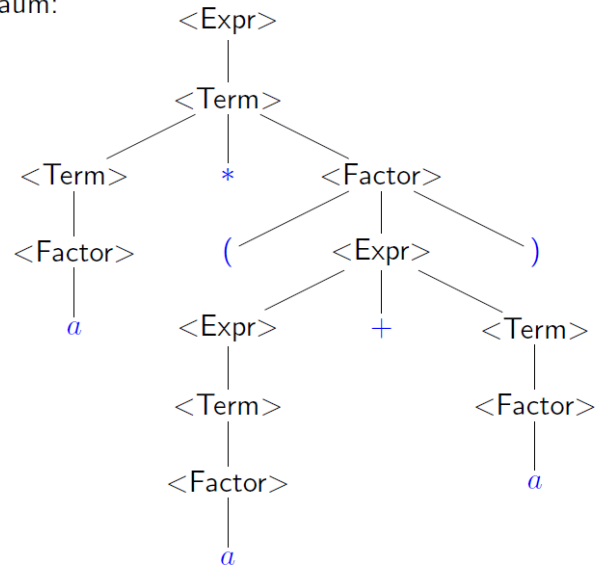 aum:
<Expr>
<Term>
<Term> * <Factor>
<Factor> ( <Expr> )
a <Expr> + <Term>
<Term> <Factor>
<Factor> a
a